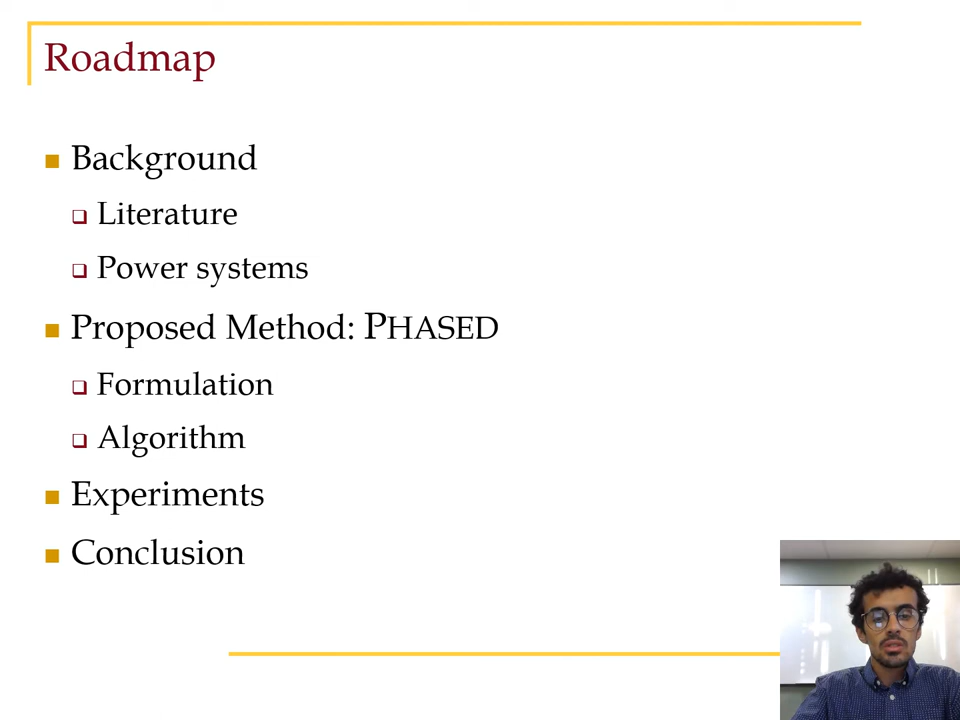 Roadmap
Background
Literature
Power systems
Proposed Method: PHASED
Formulation
Algorithm
Experiments
Conclusion